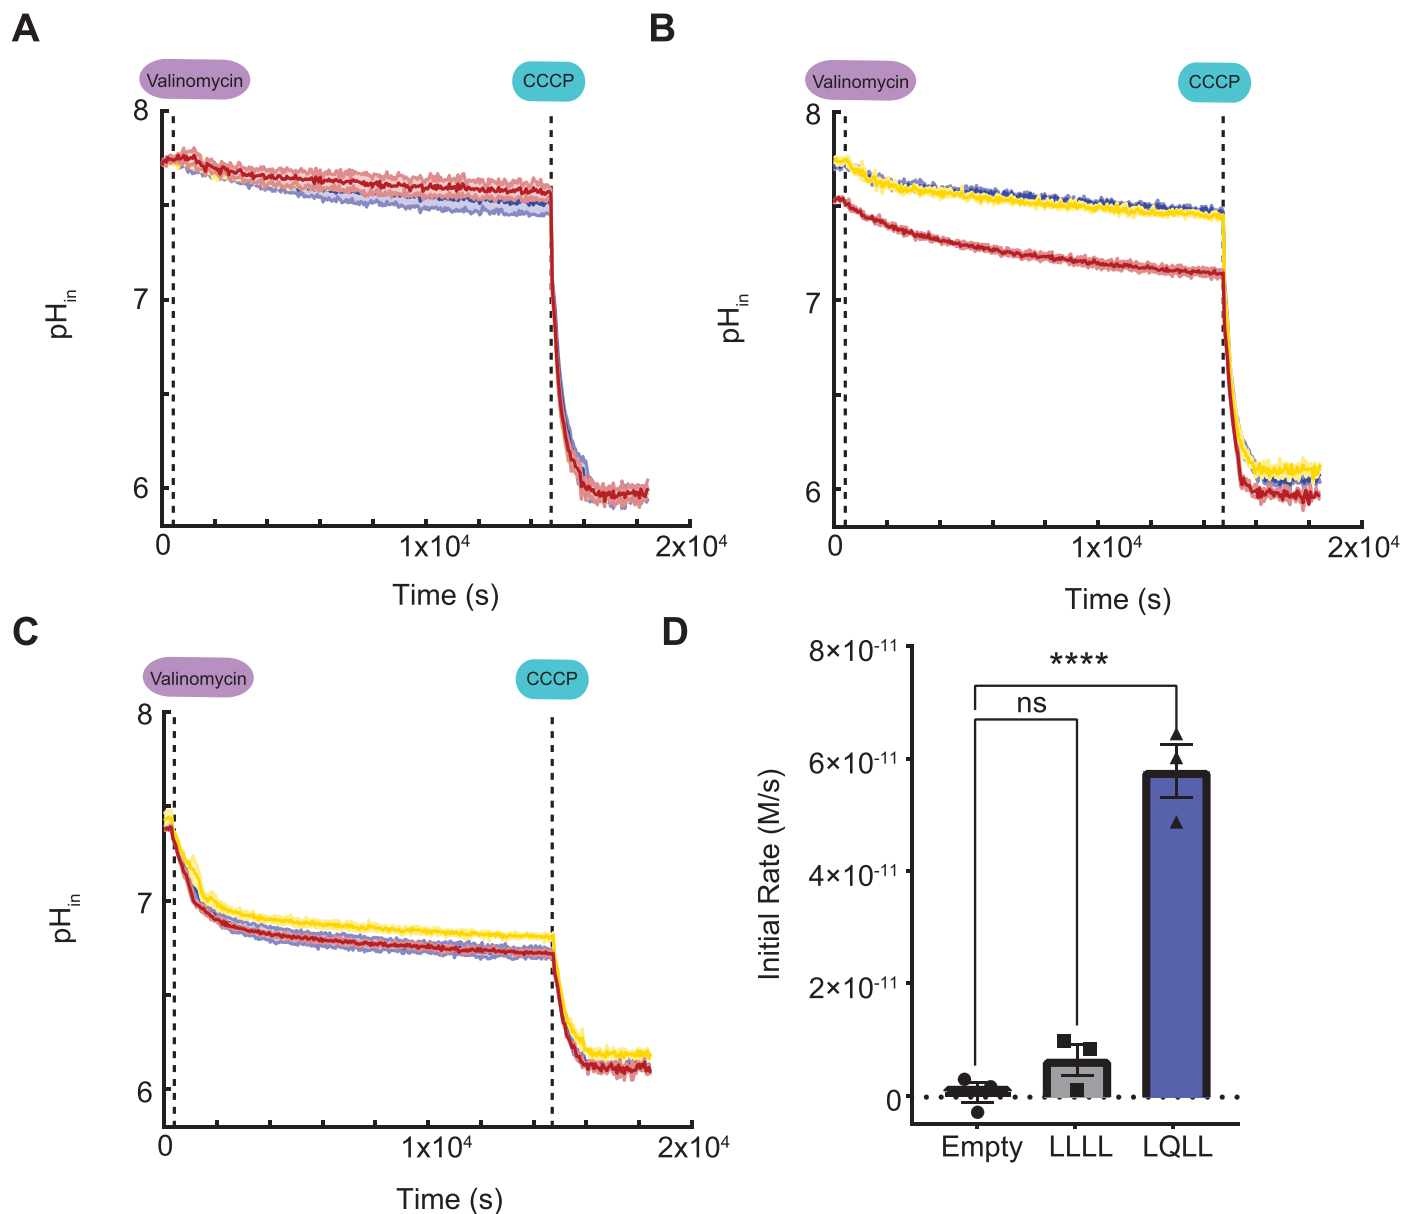 A
B
Valinomycin
CCCP
Valinomycin
CCCP
8
7
6
pHin
0
1x10⁴
2x10⁴
Time (s)
8
7
6
pHin
0
1x10⁴
2x10⁴
Time (s)
C
D
Valinomycin
CCCP
8
7
6
pHin
0
1x10⁴
2x10⁴
Time (s)
8×10⁻¹¹
6×10⁻¹¹
4×10⁻¹¹
2×10⁻¹¹
0
Initial Rate (M/s)
****
ns
Empty
LLLL
LQLL